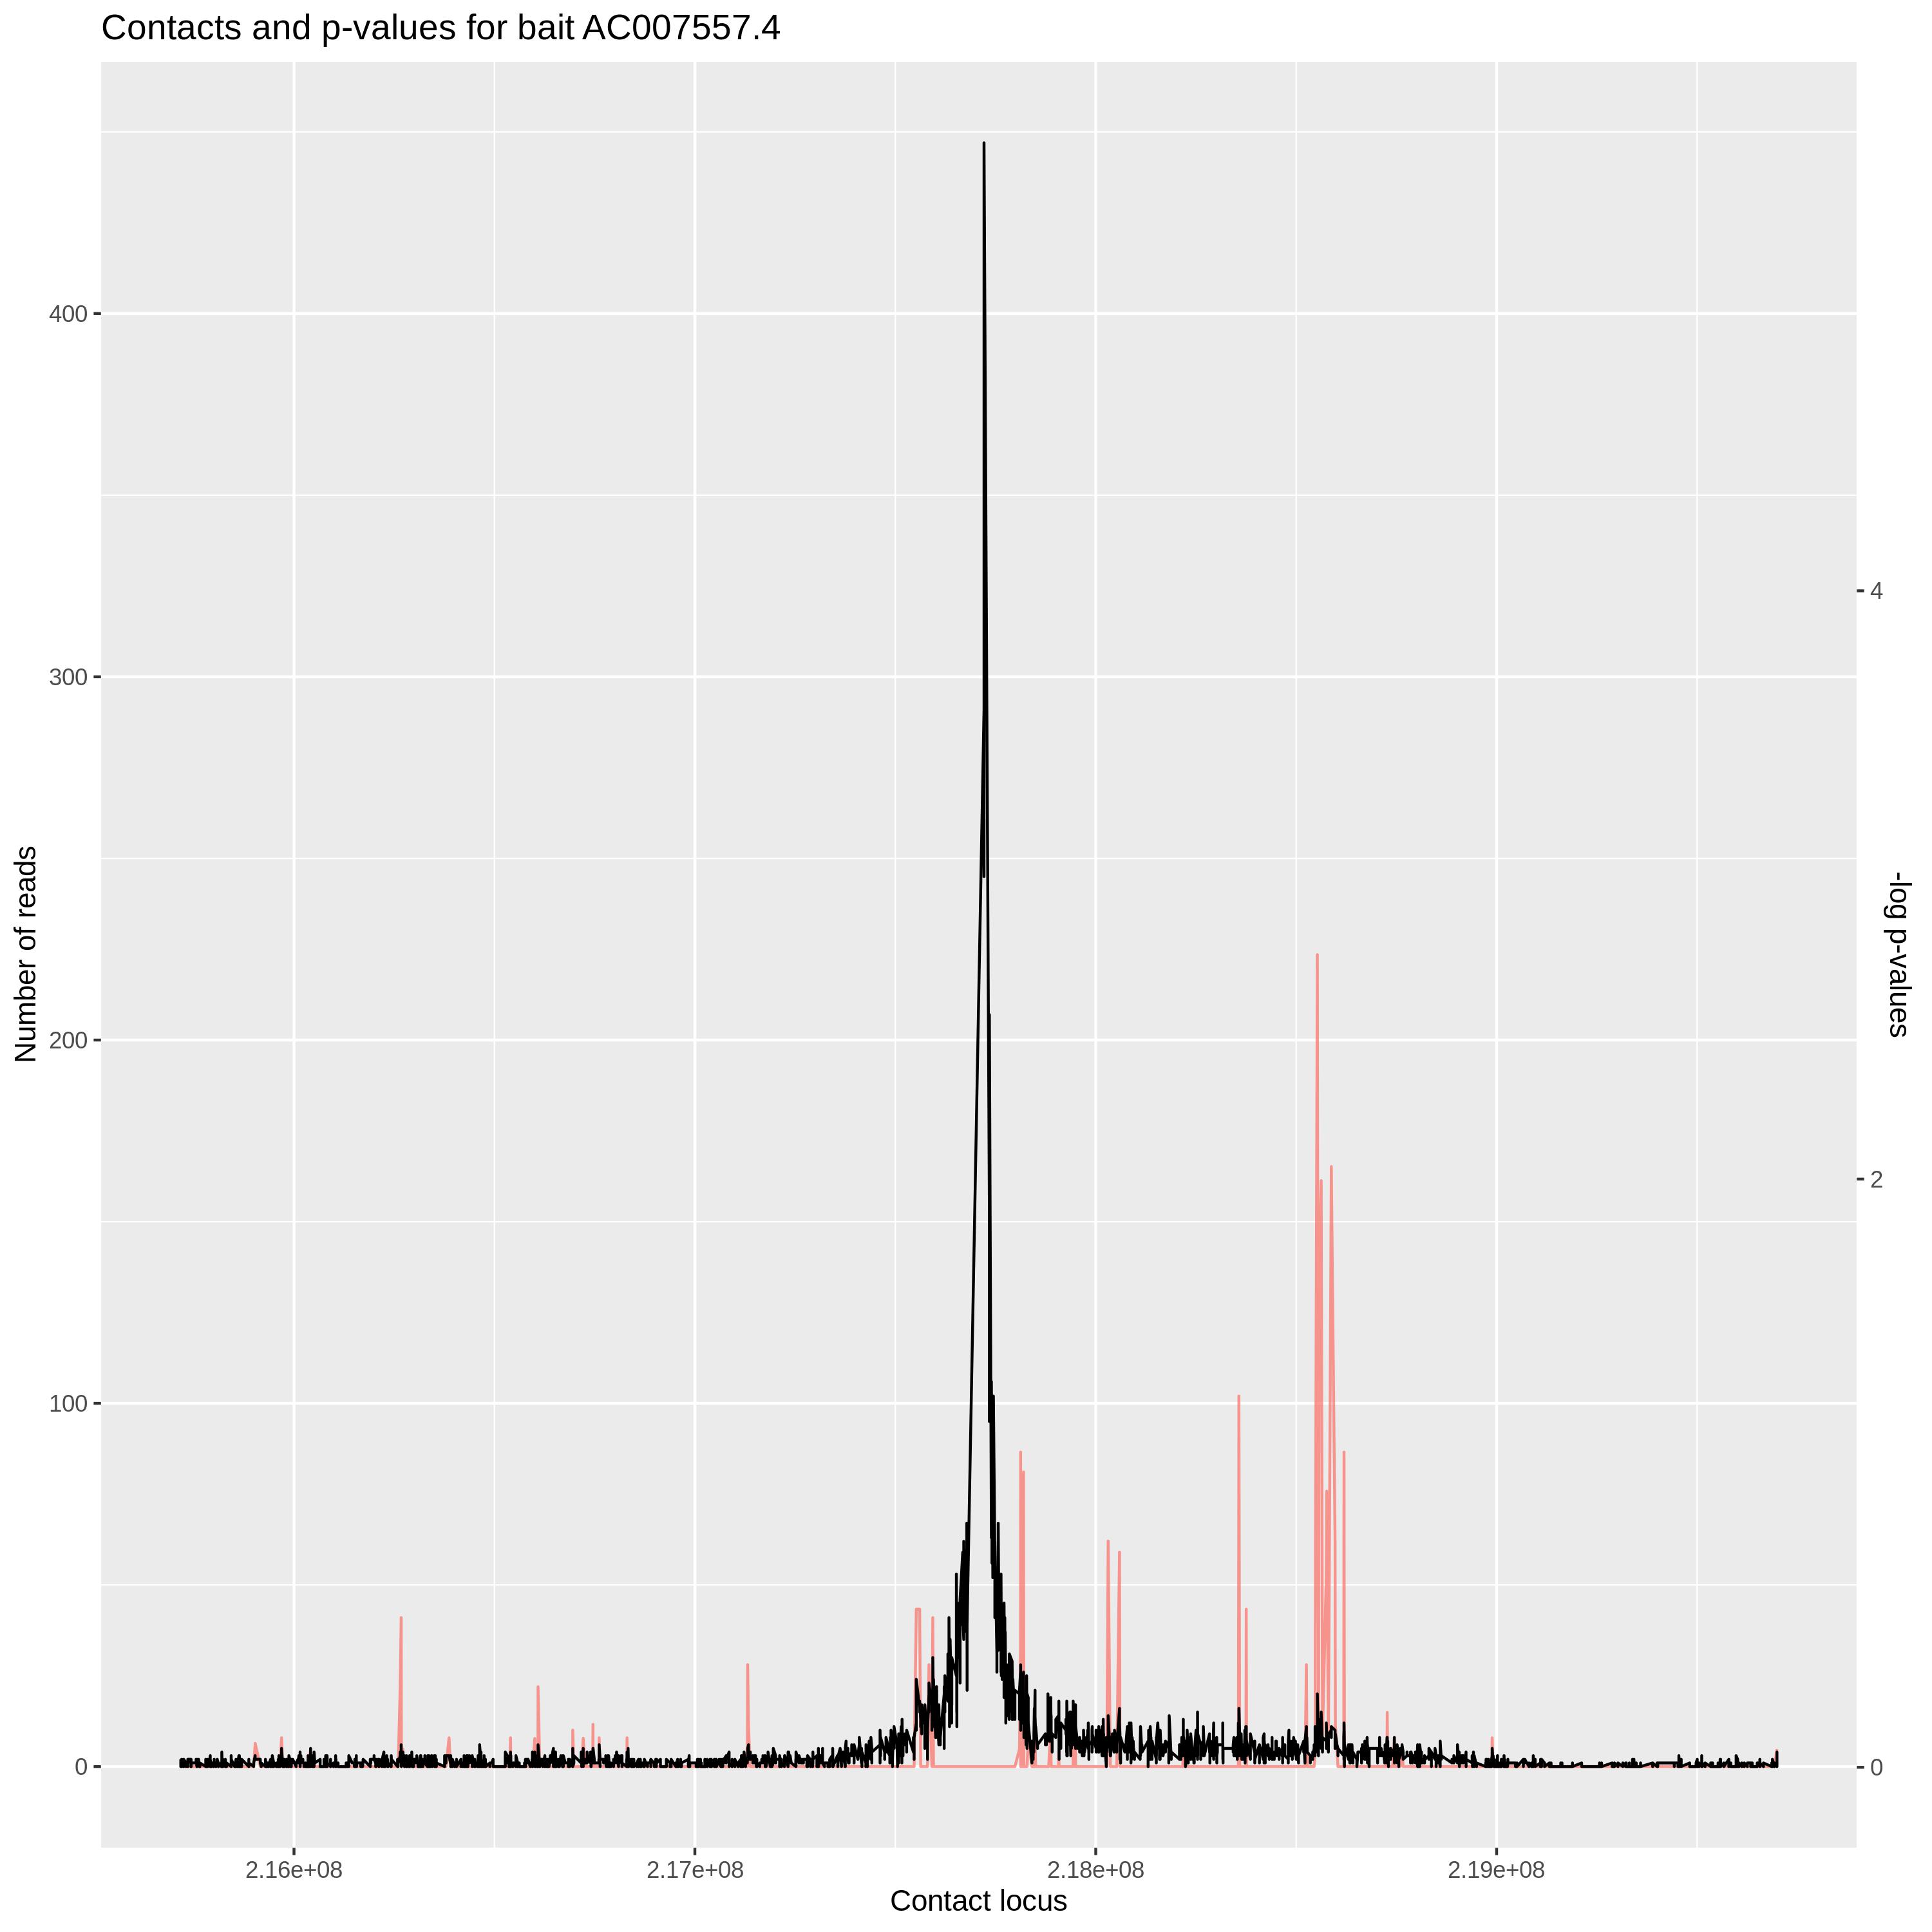 Contacts and p-values for bait AC007557.4
400
300
200
100
0
Number of reads
4
2
0
-log p-values
2.16e+08
2.17e+08
2.18e+08
2.19e+08
Contact locus